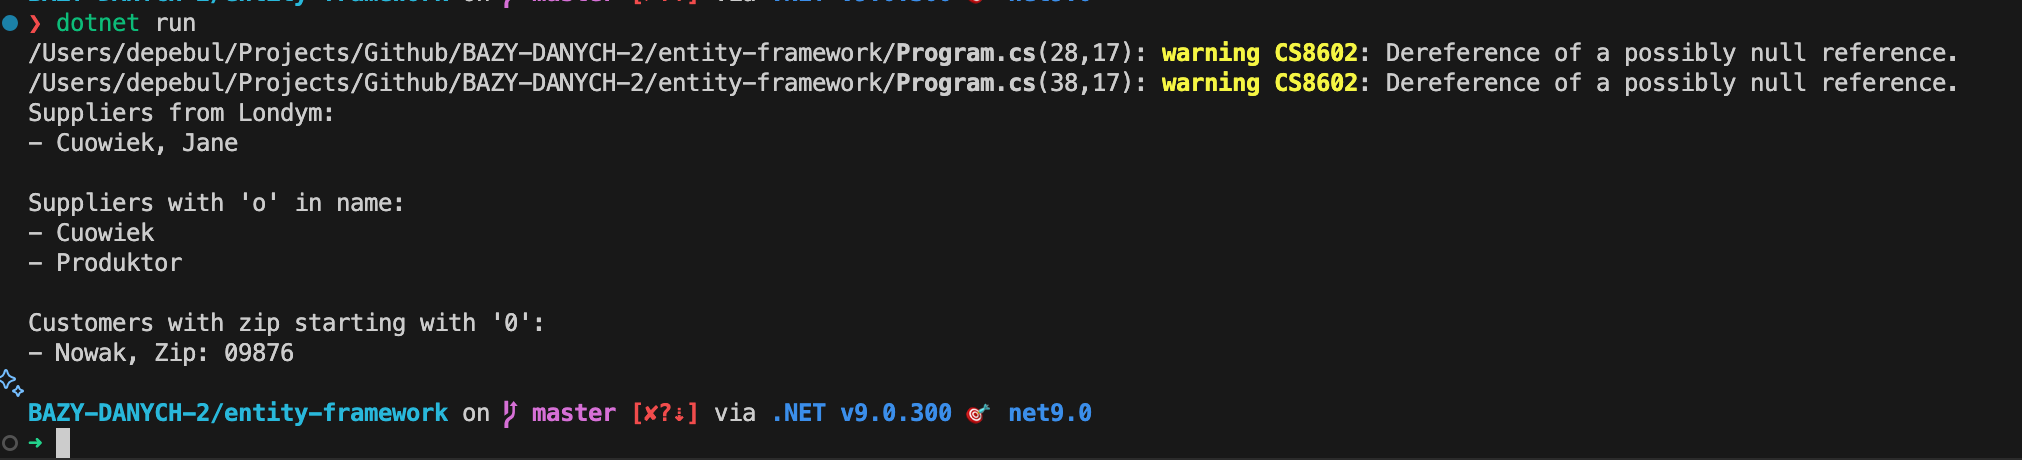 ❯ dotnet run
/Users/depebul/Projects/Github/BAZY-DANYCH-2/entity-framework/Program.cs(28,17): warning CS8602: Dereference of a possibly null reference.
/Users/depebul/Projects/Github/BAZY-DANYCH-2/entity-framework/Program.cs(38,17): warning CS8602: Dereference of a possibly null reference.
Suppliers from Londym:
- Cuowiek, Jane
Suppliers with 'o' in name:
- Cuowiek
- Produktor
Customers with zip starting with '0':
- Nowak, Zip: 09876
BAZY-DANYCH-2/entity-framework on master [✘?⇣] via .NET v9.0.300 🎯 net9.0
➜